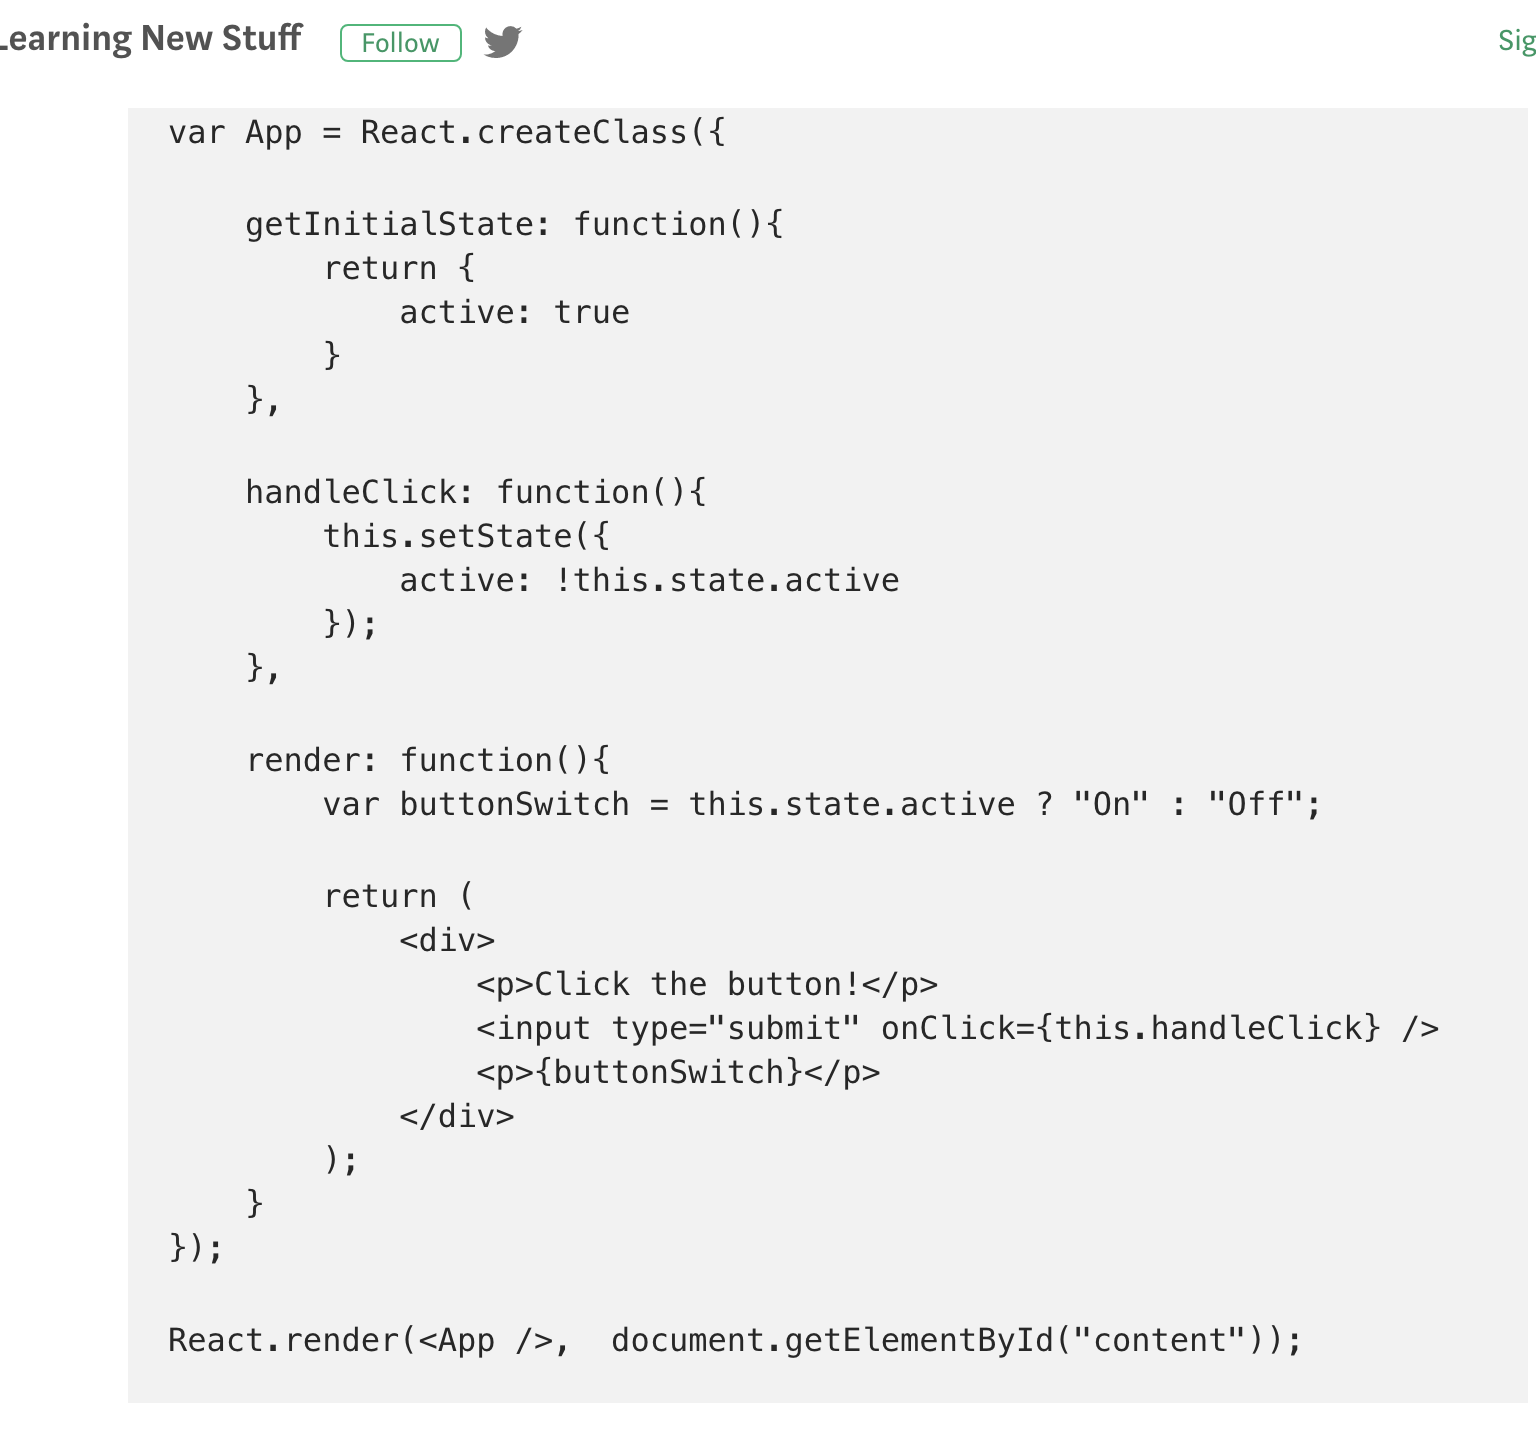 Learning New Stuff Follow Sig
var App = React.createClass({
    getInitialState: function(){
        return {
            active: true
        }
    },
    handleClick: function(){
        this.setState({
            active: !this.state.active
        });
    },
    render: function(){
        var buttonSwitch = this.state.active ? "On" : "Off";
        return (
            <div>
                <p>Click the button!</p>
                <input type="submit" onClick={this.handleClick} />
                <p>{buttonSwitch}</p>
            </div>
        );
    }
});
React.render(<App />,  document.getElementById("content"));